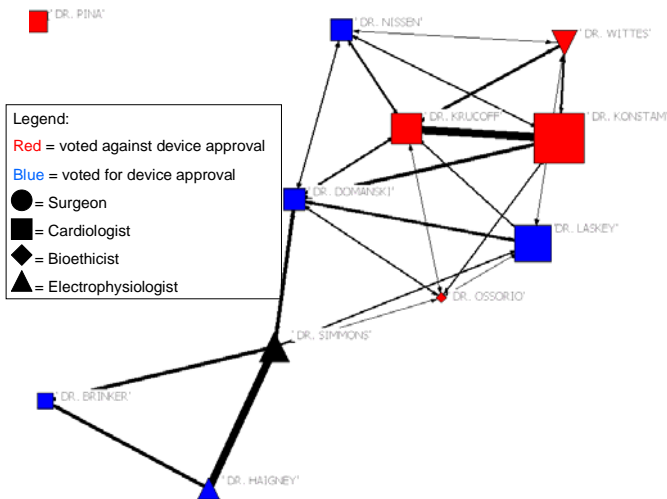 ' DR. PINA'
' DR. NISSEN'
' DR. WITTES'
Legend:
Red = voted against device approval
Blue = voted for device approval
= Surgeon
= Cardiologist
= Bioethicist
= Electrophysiologist
' DR. KRUCOFF'
' DR. KONSTAM'
' DR. DOMANSKI'
'DR. LASKEY'
' DR. OSSORIO'
' DR. SIMMONS'
' DR. BRINKER'
' DR. HAIGNEY'